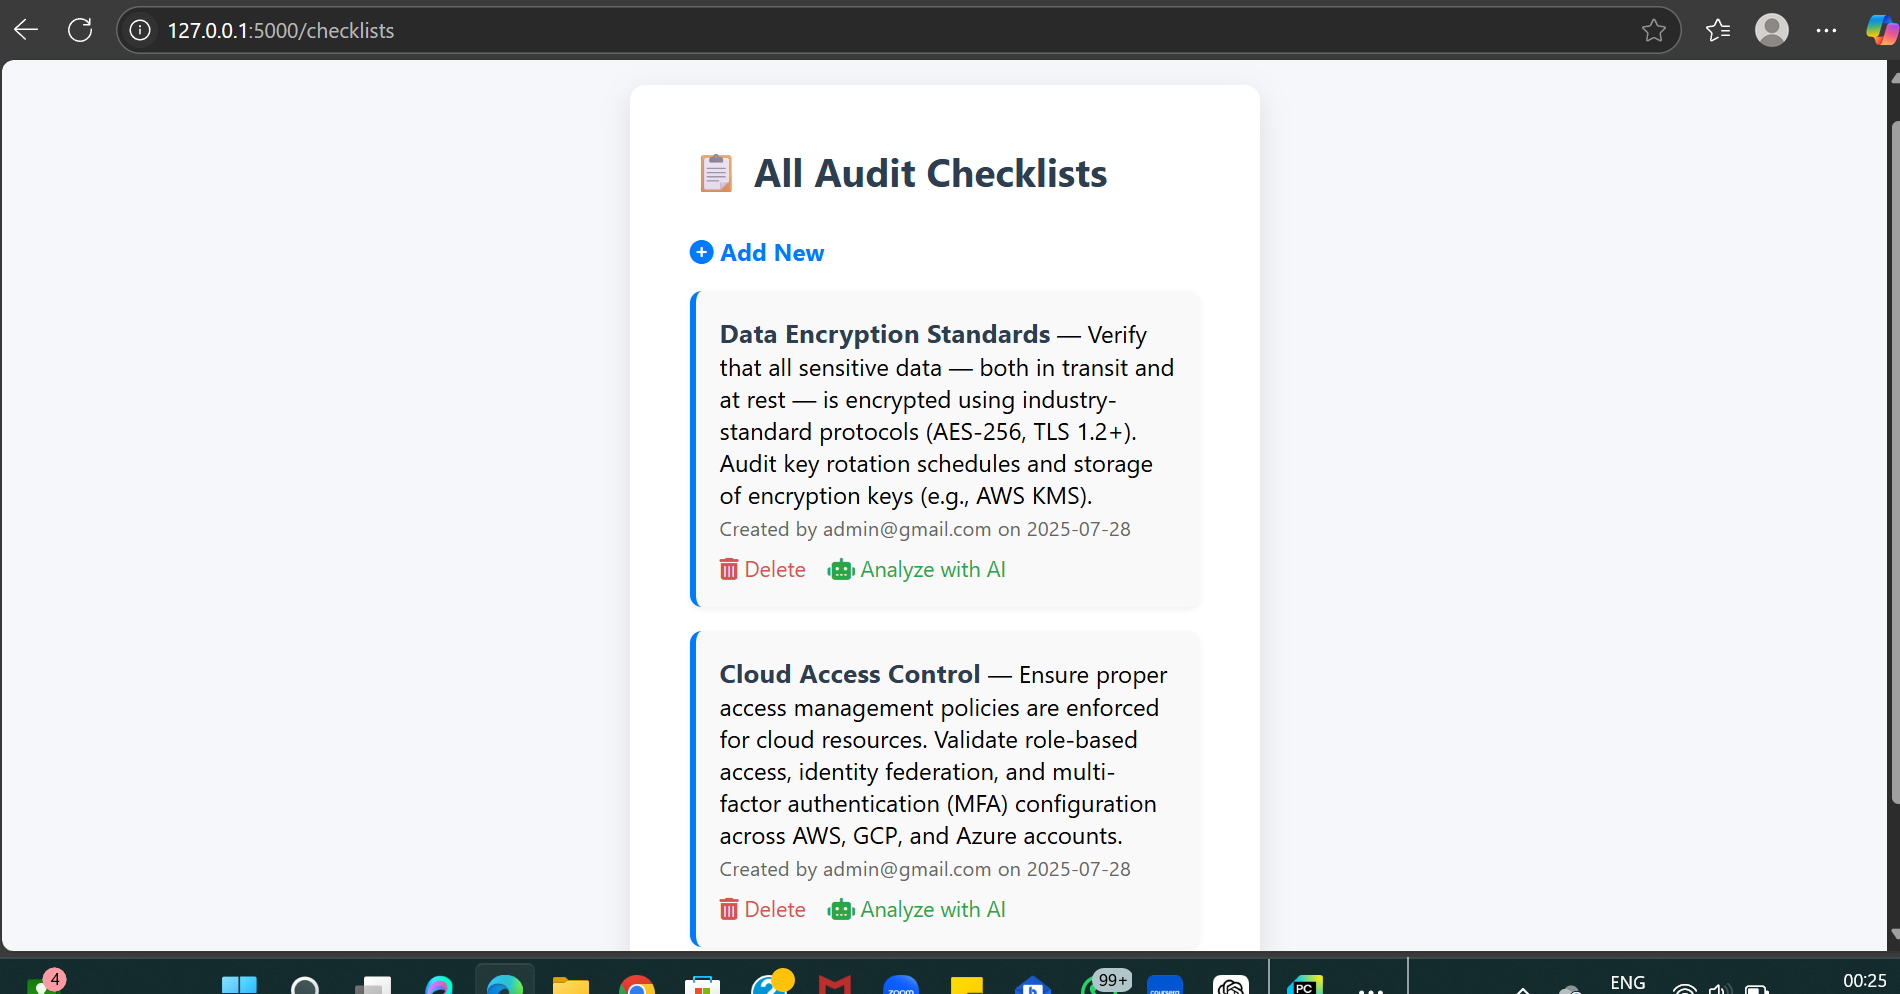 127.0.0.1:5000/checklists
All Audit Checklists
Add New
Data Encryption Standards — Verify
that all sensitive data — both in transit and
at rest — is encrypted using industry-
standard protocols (AES-256, TLS 1.2+).
Audit key rotation schedules and storage
of encryption keys (e.g., AWS KMS).
Created by admin@gmail.com on 2025-07-28
Delete Analyze with AI
Cloud Access Control — Ensure proper
access management policies are enforced
for cloud resources. Validate role-based
access, identity federation, and multi-
factor authentication (MFA) configuration
across AWS, GCP, and Azure accounts.
Created by admin@gmail.com on 2025-07-28
Delete Analyze with AI
4
zoom
99+
coursera
PC
ENG
00:25